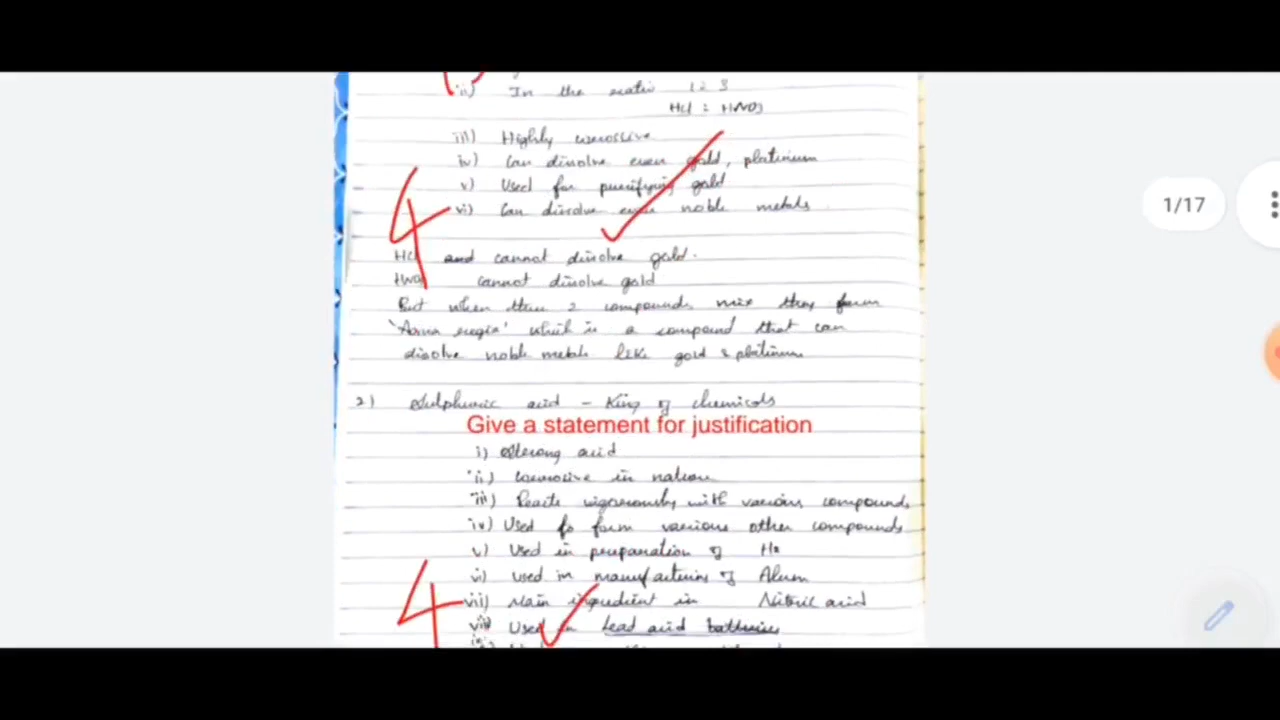 ii) In the ratio 1:3
HCl : HNO3
iii) Highly corrosive
iv) Can dissolve even gold, platinum
v) Used for purifying gold
vi) Can dissolve even noble metals
4
HCl and cannot dissolve gold.
HNO3 cannot dissolve gold
But when these 2 compounds mix they form
regia' which is a compound that can
disolve noble metals like gold & platinum
2) Sulphuric acid - King of chemicals
Give a statement for justification
i) Strong acid
ii) Corrosive in nature
iii) Reacts vigorously with various compounds
iv) Used to form various other compounds
v) Used in preparation of H2
vi) Used in manufacturing of Alum
vii) Main ingredient in Nitric acid
viii) Used in Lead acid batteries
4
1/17